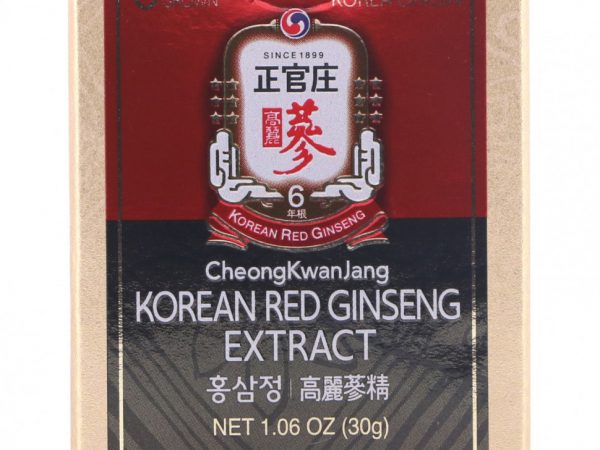 SINCE 1899
正官庄
高麗
蔘
6
年根
KOREAN RED GINSENG
CheongKwanJang
KOREAN RED GINSENG
EXTRACT
홍삼정 | 高麗蔘精
NET 1.06 OZ (30g)